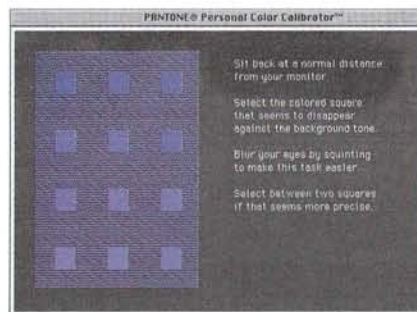 PANTONE® Personal Color Calibrator™
Sit back at a normal distance
from your monitor.
Select the colored square
that seems to disappear
against the background tone.
Blur your eyes by squinting
to make this task easier.
Select between two squares
if that seems more precise.